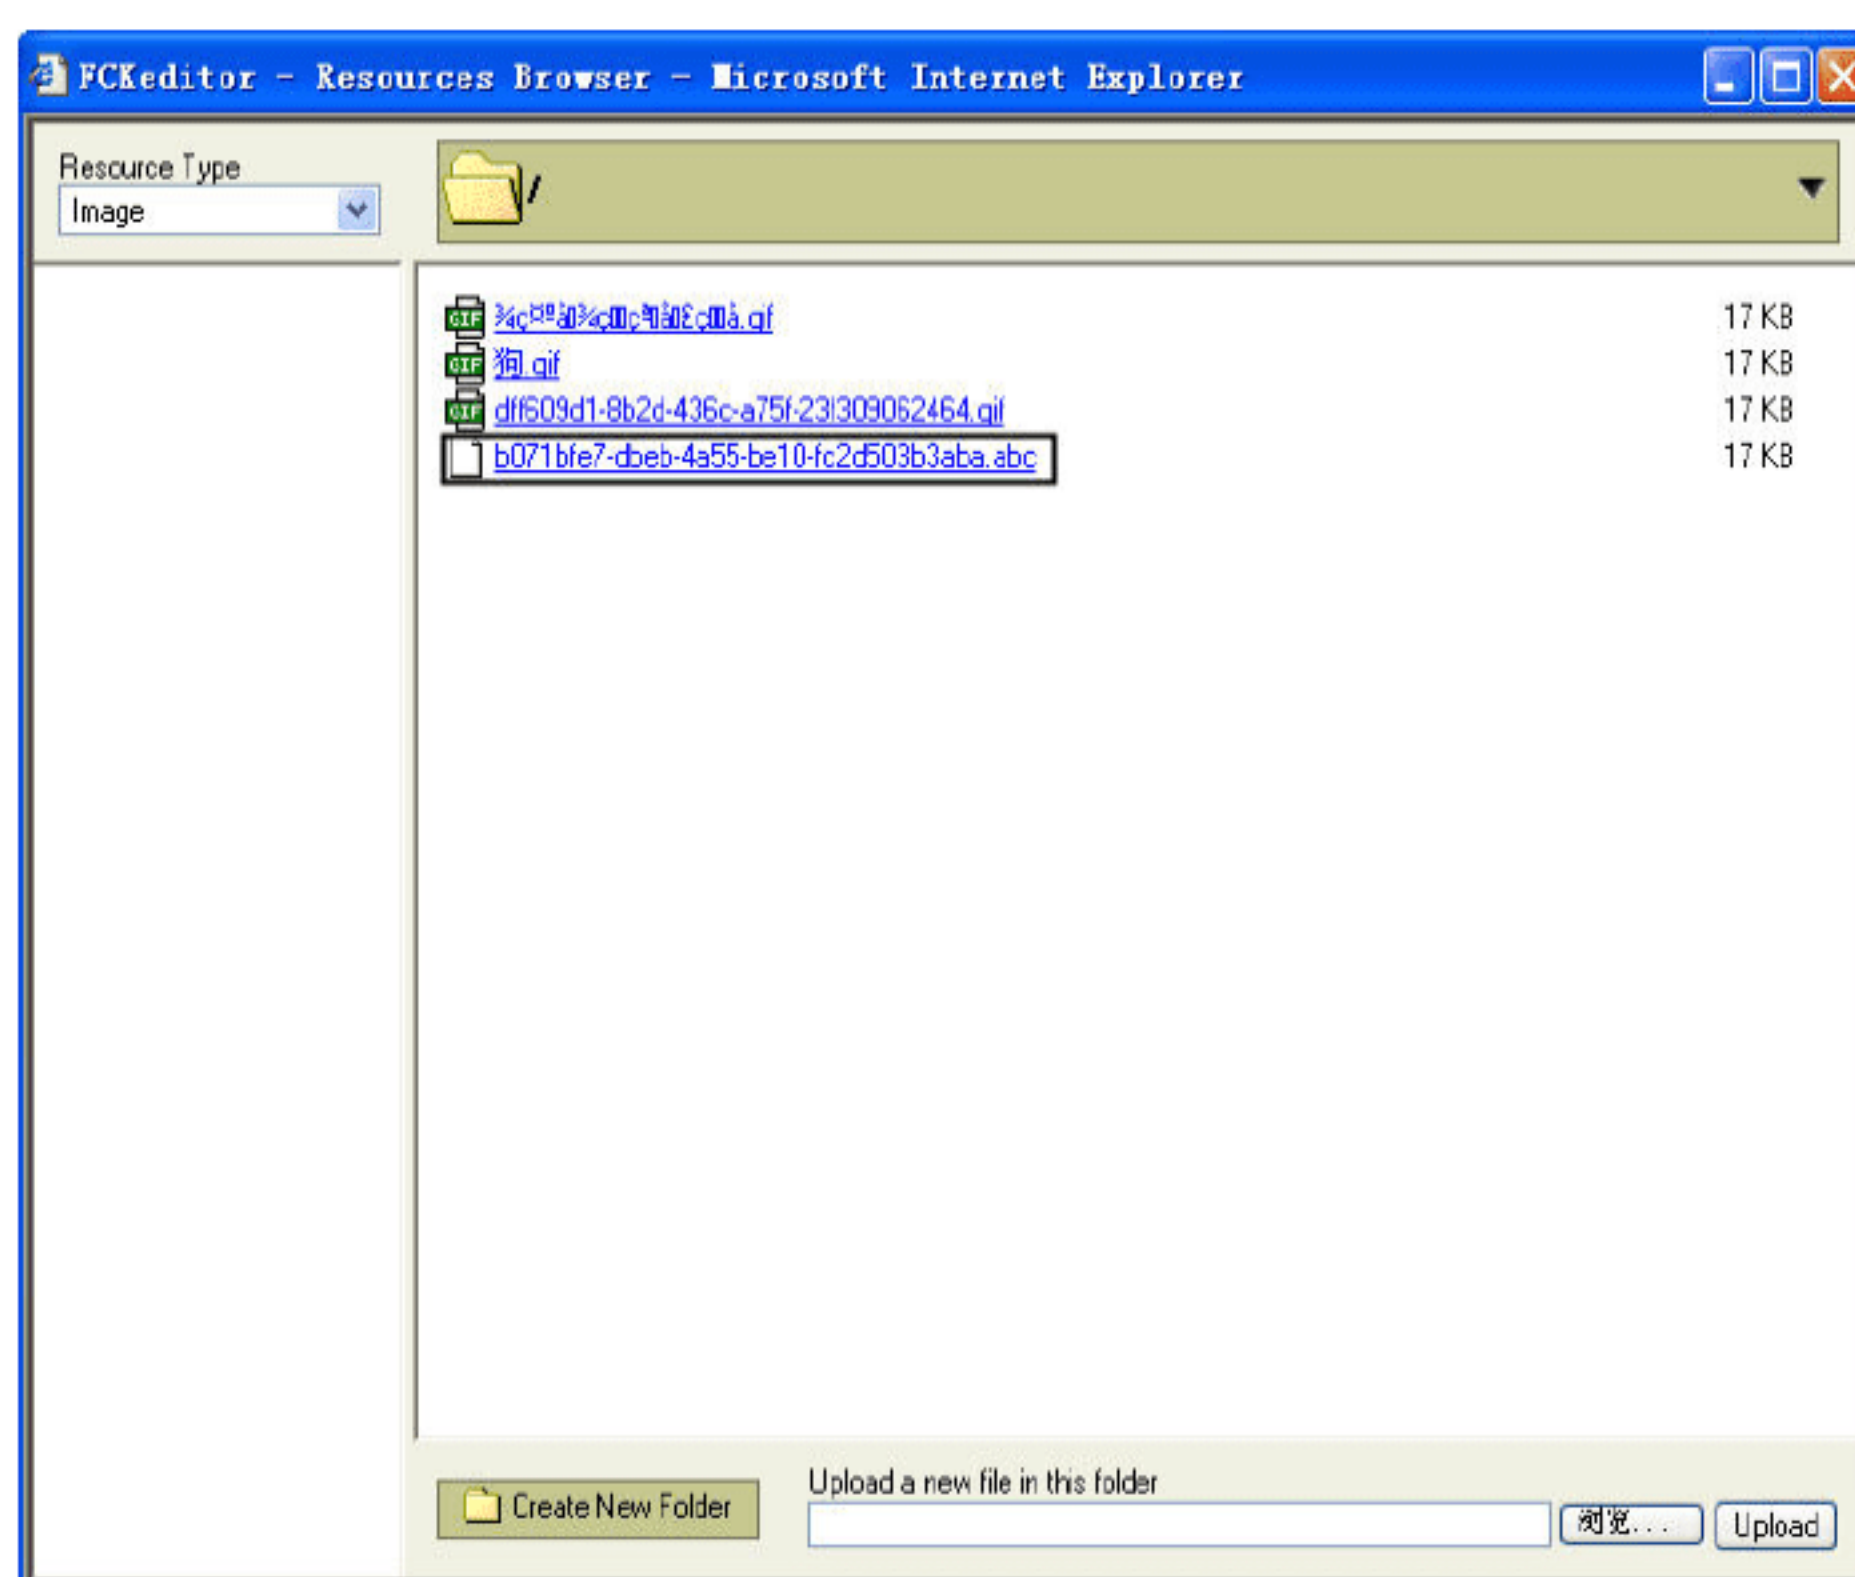 FCKeditor - Resources Browser - Microsoft Internet Explorer
Resource Type
Image
/
.gif 17 KB
狗.gif 17 KB
dff609d1-8b2d-436c-a75f-23f309062464.gif 17 KB
b071bfe7-dbeb-4a55-be10-fc2d503b3aba.abc 17 KB
Create New Folder
Upload a new file in this folder
浏览... Upload